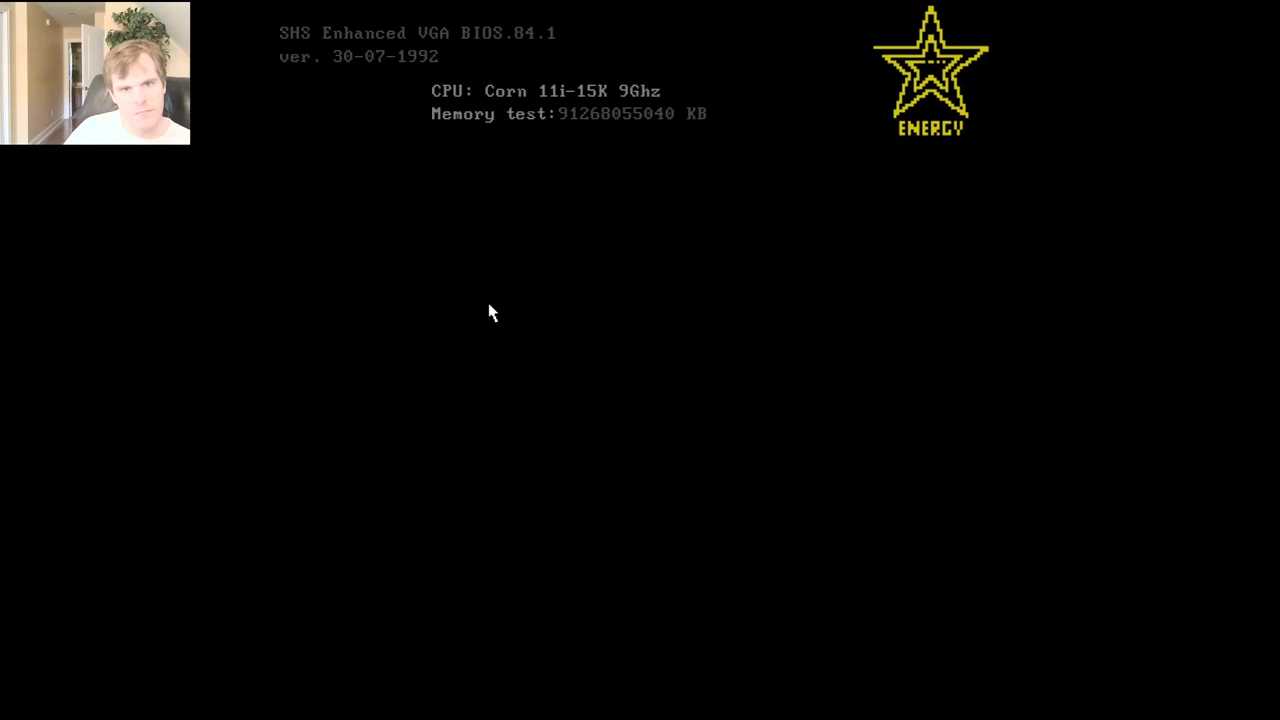 SHS Enhanced VGA BIOS.84.1
ver. 30-07-1992
CPU: Corn 11i-15K 9Ghz
Memory test:91268055040 KB
ENERGY